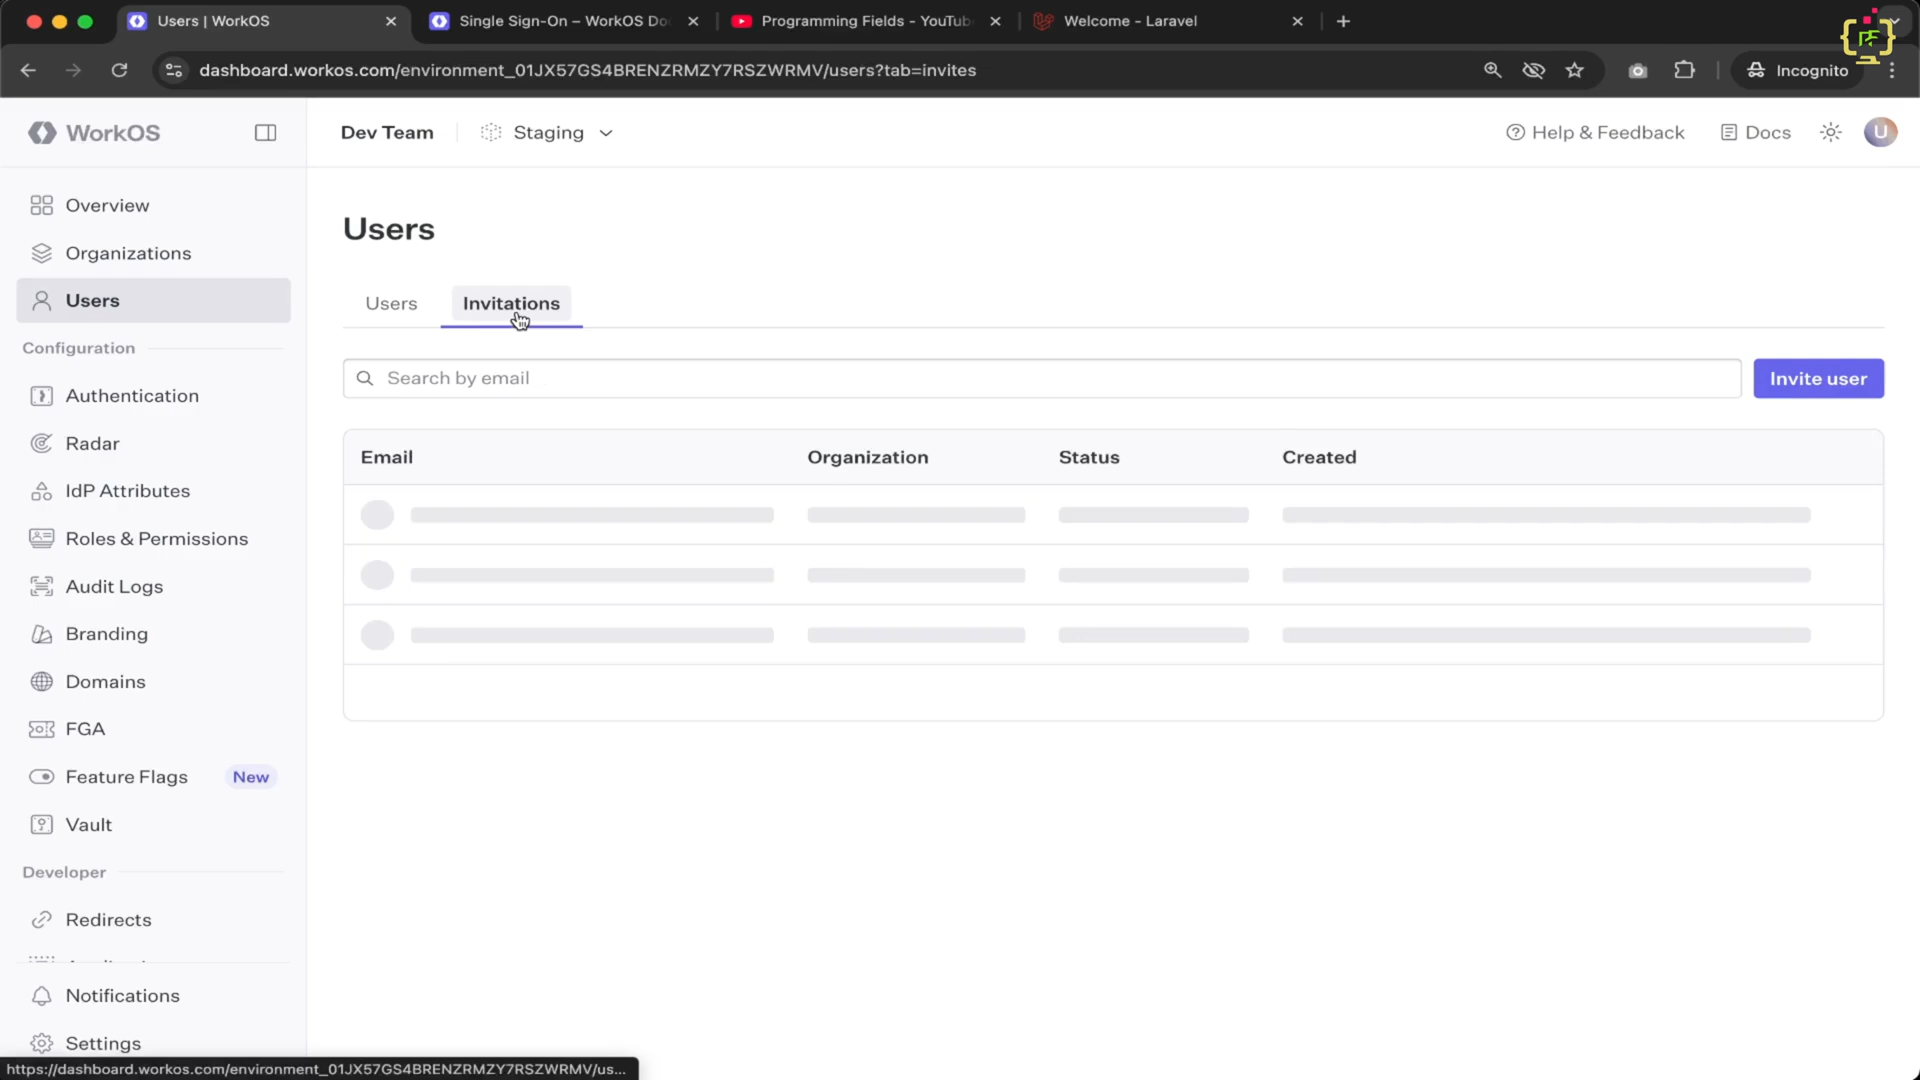 Users | WorkOS
Single Sign-On – WorkOS Do
Programming Fields - YouTub
Welcome - Laravel
dashboard.workos.com/environment_01JX57GS4BRENZRMZY7RSZWRMV/users?tab=invites
Incognito
WorkOS
Dev Team
Staging
Help & Feedback
Docs
U
Overview
Organizations
Users
Configuration
Authentication
Radar
IdP Attributes
Roles & Permissions
Audit Logs
Branding
Domains
FGA
Feature Flags New
Vault
Developer
Redirects
Notifications
Settings
Users
Users
Invitations
Search by email
Invite user
Email Organization Status Created
https://dashboard.workos.com/environment_01JX57GS4BRENZRMZY7RSZWRMV/us...